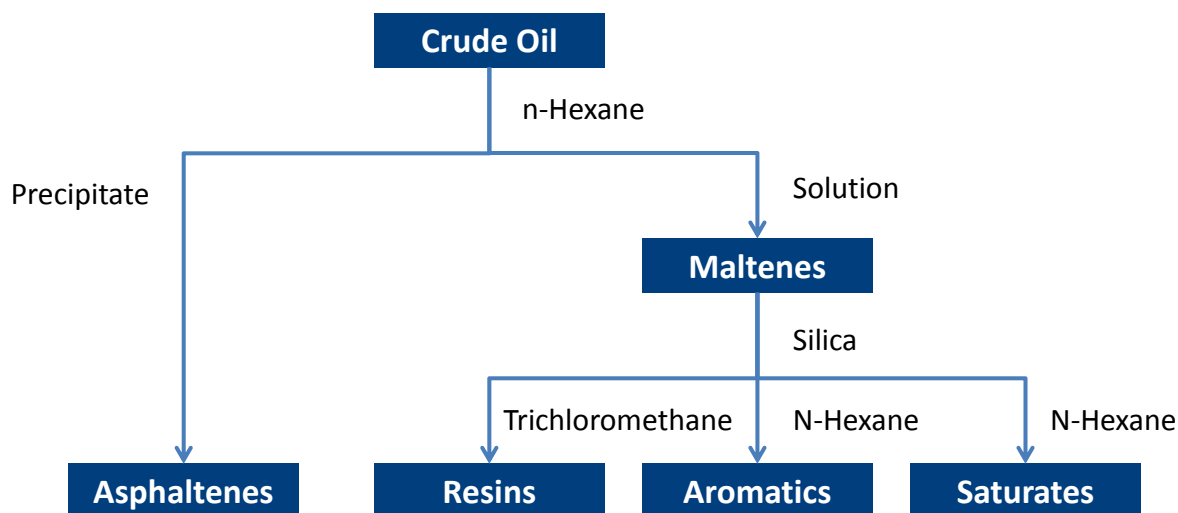 Crude Oil
n-Hexane
Precipitate
Solution
Maltenes
Silica
Trichloromethane
N-Hexane
N-Hexane
Asphaltenes
Resins
Aromatics
Saturates